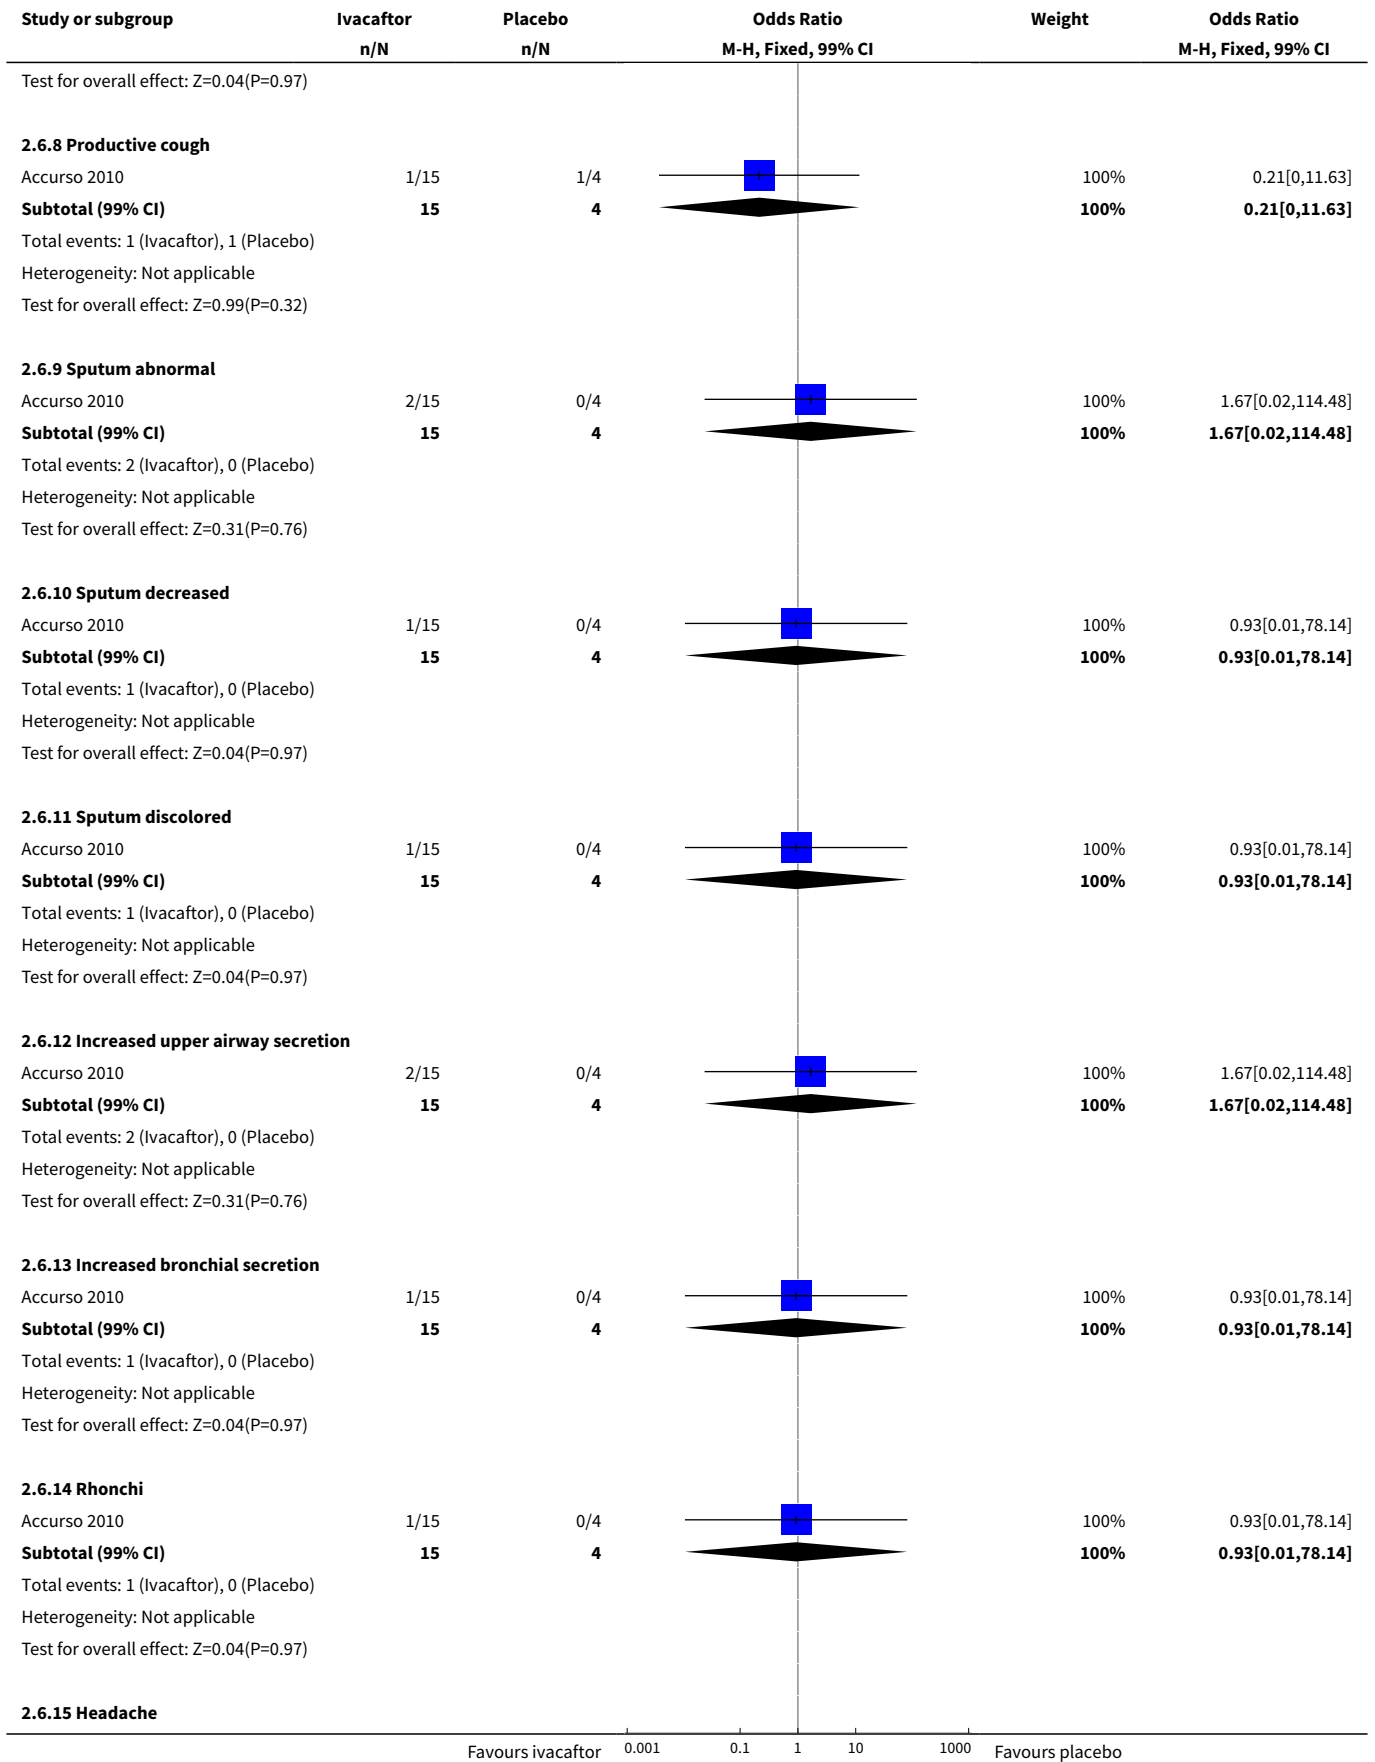 Study or subgroup Ivacaftor Placebo Odds Ratio Weight Odds Ratio
n/N n/N M-H, Fixed, 99% CI M-H, Fixed, 99% CI
Test for overall effect: Z=0.04(P=0.97)
2.6.8 Productive cough
Accurso 2010 1/15 1/4 100% 0.21[0,11.63]
Subtotal (99% CI) 15 4 100% 0.21[0,11.63]
Total events: 1 (Ivacaftor), 1 (Placebo)
Heterogeneity: Not applicable
Test for overall effect: Z=0.99(P=0.32)
2.6.9 Sputum abnormal
Accurso 2010 2/15 0/4 100% 1.67[0.02,114.48]
Subtotal (99% CI) 15 4 100% 1.67[0.02,114.48]
Total events: 2 (Ivacaftor), 0 (Placebo)
Heterogeneity: Not applicable
Test for overall effect: Z=0.31(P=0.76)
2.6.10 Sputum decreased
Accurso 2010 1/15 0/4 100% 0.93[0.01,78.14]
Subtotal (99% CI) 15 4 100% 0.93[0.01,78.14]
Total events: 1 (Ivacaftor), 0 (Placebo)
Heterogeneity: Not applicable
Test for overall effect: Z=0.04(P=0.97)
2.6.11 Sputum discolored
Accurso 2010 1/15 0/4 100% 0.93[0.01,78.14]
Subtotal (99% CI) 15 4 100% 0.93[0.01,78.14]
Total events: 1 (Ivacaftor), 0 (Placebo)
Heterogeneity: Not applicable
Test for overall effect: Z=0.04(P=0.97)
2.6.12 Increased upper airway secretion
Accurso 2010 2/15 0/4 100% 1.67[0.02,114.48]
Subtotal (99% CI) 15 4 100% 1.67[0.02,114.48]
Total events: 2 (Ivacaftor), 0 (Placebo)
Heterogeneity: Not applicable
Test for overall effect: Z=0.31(P=0.76)
2.6.13 Increased bronchial secretion
Accurso 2010 1/15 0/4 100% 0.93[0.01,78.14]
Subtotal (99% CI) 15 4 100% 0.93[0.01,78.14]
Total events: 1 (Ivacaftor), 0 (Placebo)
Heterogeneity: Not applicable
Test for overall effect: Z=0.04(P=0.97)
2.6.14 Rhonchi
Accurso 2010 1/15 0/4 100% 0.93[0.01,78.14]
Subtotal (99% CI) 15 4 100% 0.93[0.01,78.14]
Total events: 1 (Ivacaftor), 0 (Placebo)
Heterogeneity: Not applicable
Test for overall effect: Z=0.04(P=0.97)
2.6.15 Headache
Favours ivacaftor 0.001 0.1 1 10 1000 Favours placebo